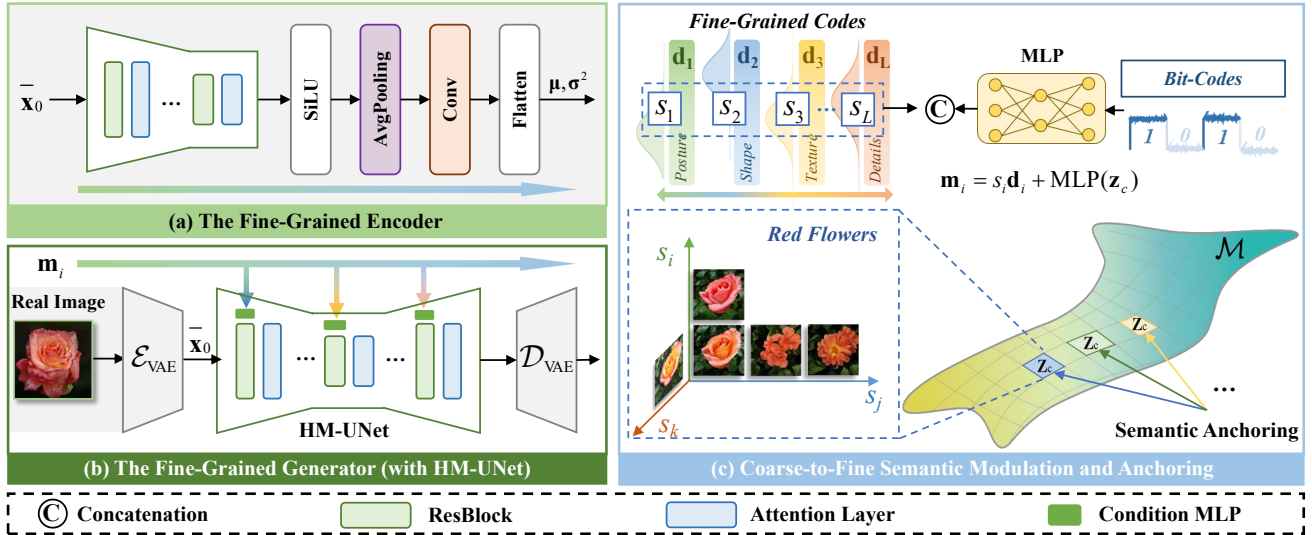 x̄₀
SiLU
AvgPooling
Conv
Flatten
μ, σ²
(a) The Fine-Grained Encoder
mᵢ
Real Image
ℰ_VAE
x̄₀
...
...
HM-UNet
𝒟_VAE
(b) The Fine-Grained Generator (with HM-UNet)
Fine-Grained Codes
d₁ d₂ d₃ d_L
s₁ s₂ s₃ ... s_L
Posture
Shape
Texture
Details
C
MLP
Bit-Codes
1 0 1 0
mᵢ = sᵢdᵢ + MLP(z_c)
Red Flowers
sᵢ
sⱼ
sₖ
ℳ
Z_c
Z_c
Z_c
...
Semantic Anchoring
(c) Coarse-to-Fine Semantic Modulation and Anchoring
C Concatenation
ResBlock
Attention Layer
Condition MLP